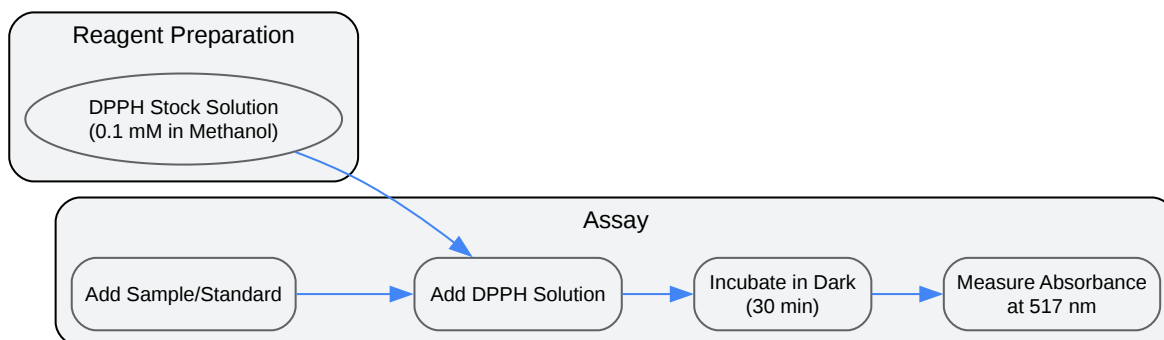 Reagent Preparation
DPPH Stock Solution
(0.1 mM in Methanol)
Assay
Add Sample/Standard
Add DPPH Solution
Incubate in Dark
(30 min)
Measure Absorbance
at 517 nm